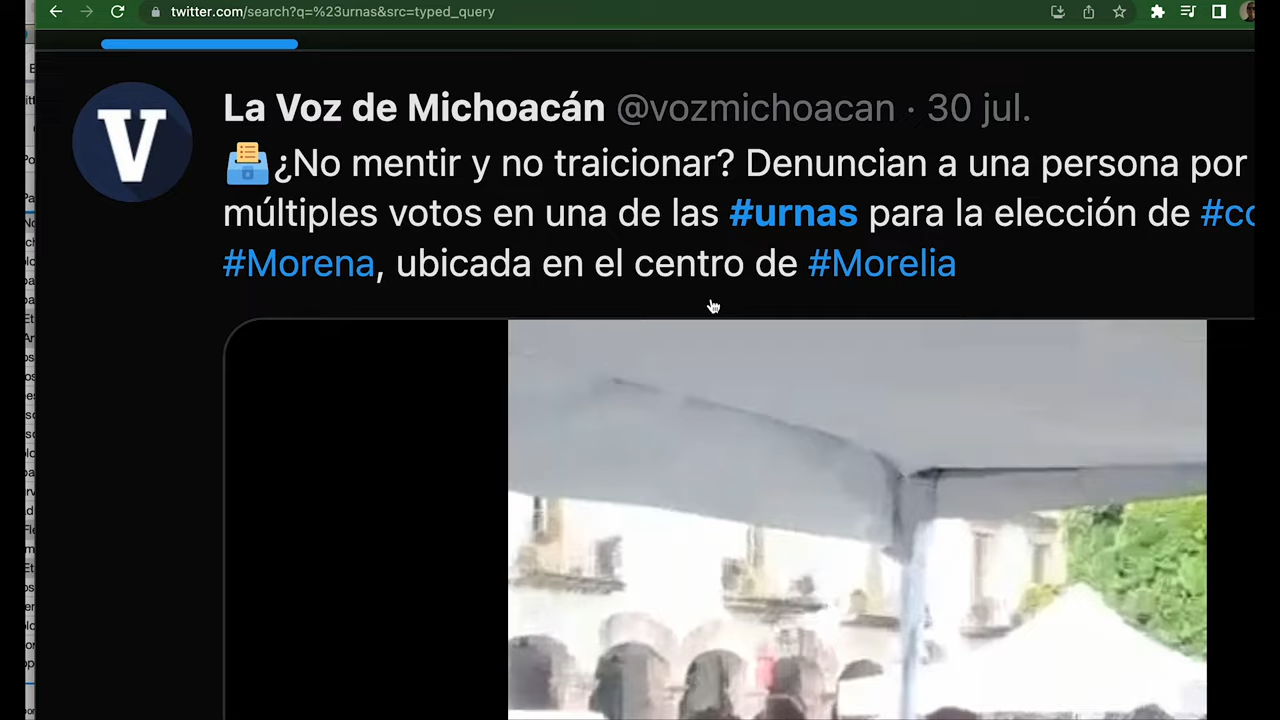 twitter.com/search?q=%23urnas&src=typed_query
La Voz de Michoacán @vozmichoacan · 30 jul.
V
¿No mentir y no traicionar? Denuncian a una persona por
múltiples votos en una de las #urnas para la elección de
#Morena, ubicada en el centro de #Morelia